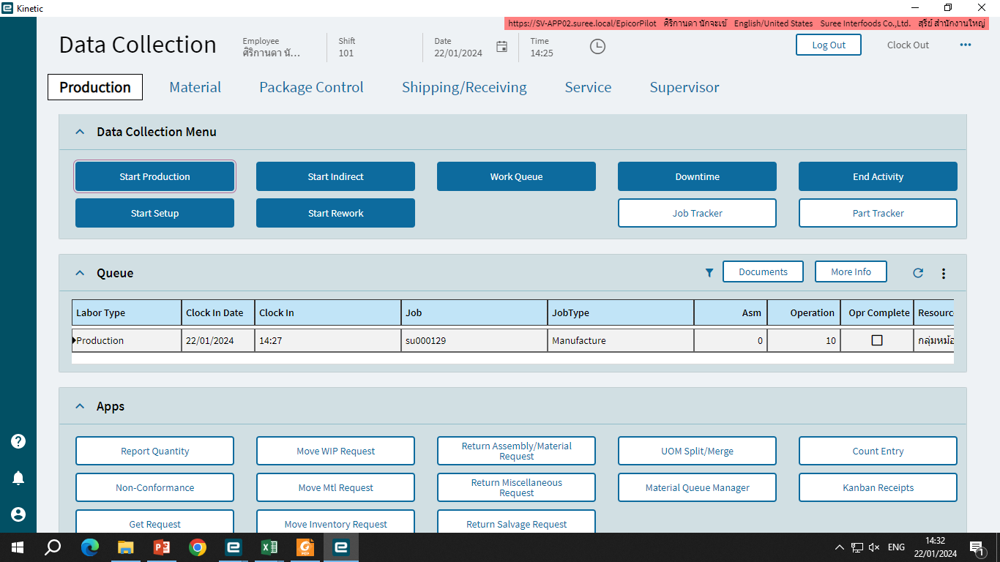 Kinetic
https://SV-APP02.suree.local/EpicorPilot ศิริกานดา นักจะเข้ English/United States Suree Interfoods Co.,Ltd. สุรีย์ สำนักงานใหญ่
Data Collection
Employee
ศิริกานดา นั...
Shift
101
Date
22/01/2024
Time
14:25
Log Out
Clock Out
Production Material Package Control Shipping/Receiving Service Supervisor
Data Collection Menu
Start Production Start Indirect Work Queue Downtime End Activity
Start Setup Start Rework Job Tracker Part Tracker
Queue
Documents More Info
Labor Type Clock In Date Clock In Job JobType Asm Operation Opr Complete
Production 22/01/2024 14:27 su000129 Manufacture 0 10
Apps
Report Quantity Move WIP Request Return Assembly/Material Request UOM Split/Merge Count Entry
Non-Conformance Move Mtl Request Return Miscellaneous Request Material Queue Manager Kanban Receipts
Get Request Move Inventory Request Return Salvage Request
ENG
14:32
22/01/2024
1